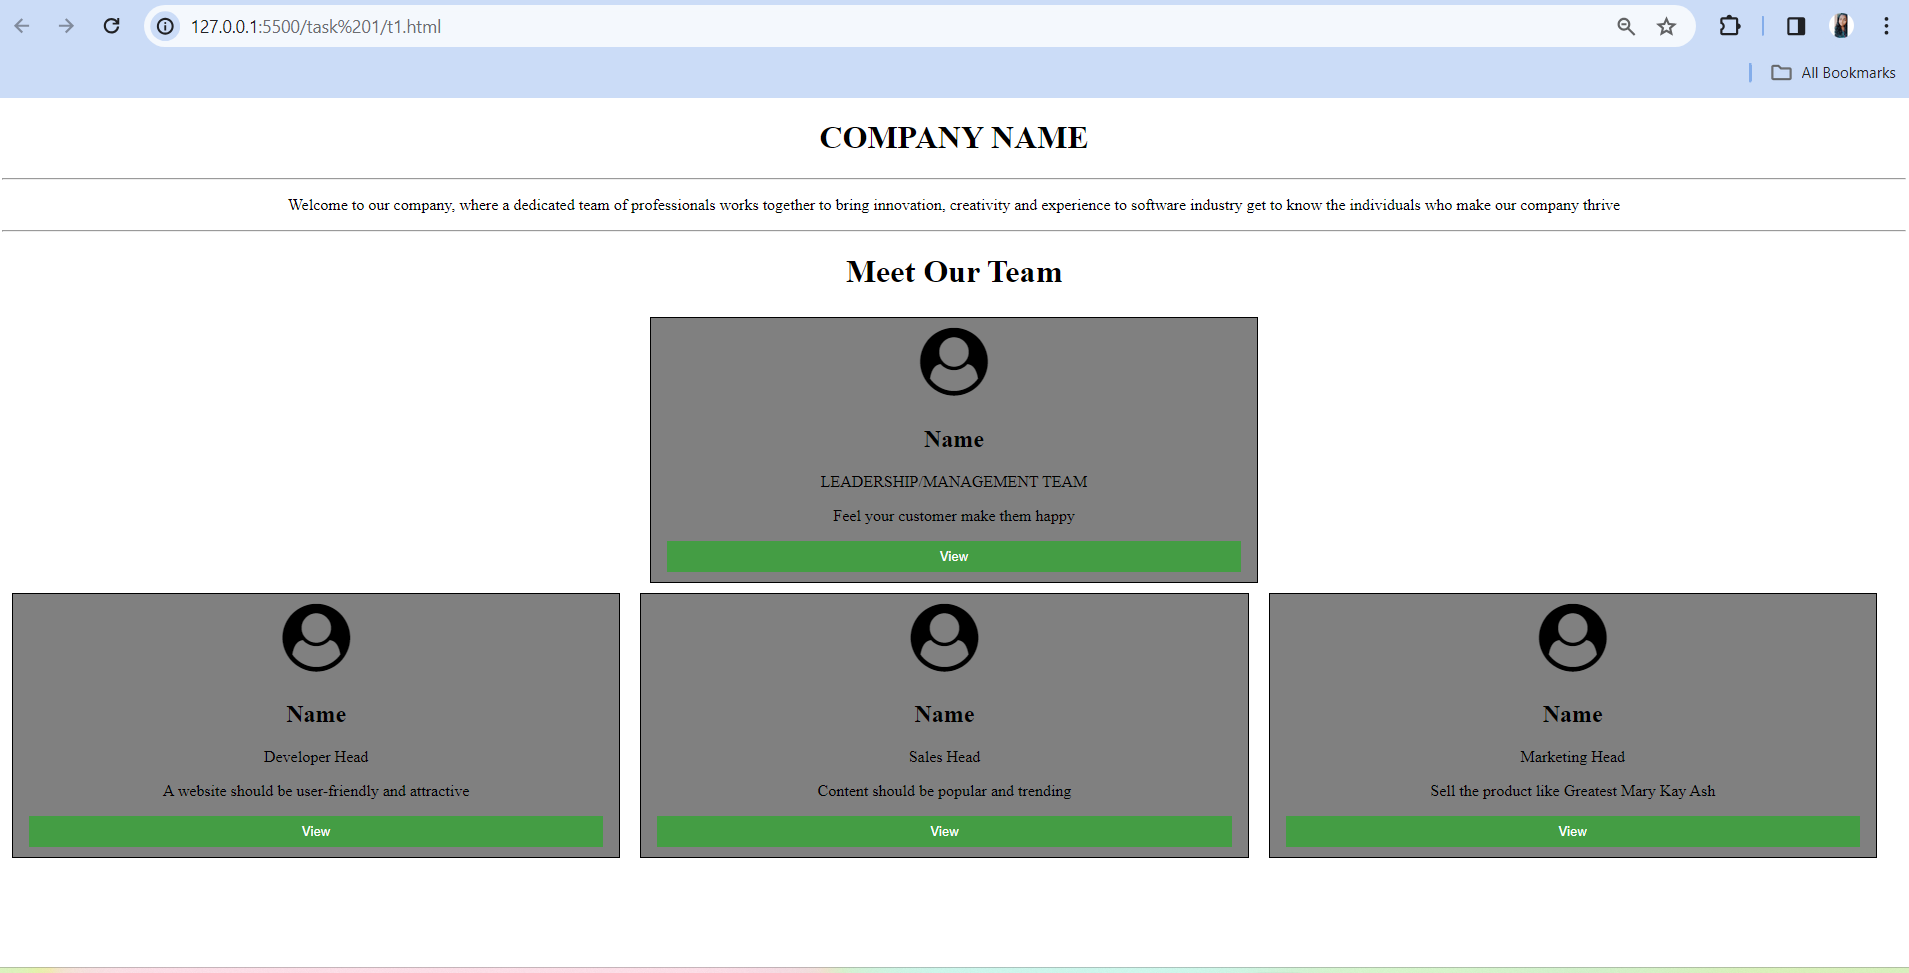 127.0.0.1:5500/task%201/t1.html
All Bookmarks
COMPANY NAME
Welcome to our company, where a dedicated team of professionals works together to bring innovation, creativity and experience to software industry get to know the individuals who make our company thrive
Meet Our Team
Name
LEADERSHIP/MANAGEMENT TEAM
Feel your customer make them happy
View
Name
Developer Head
A website should be user-friendly and attractive
View
Name
Sales Head
Content should be popular and trending
View
Name
Marketing Head
Sell the product like Greatest Mary Kay Ash
View